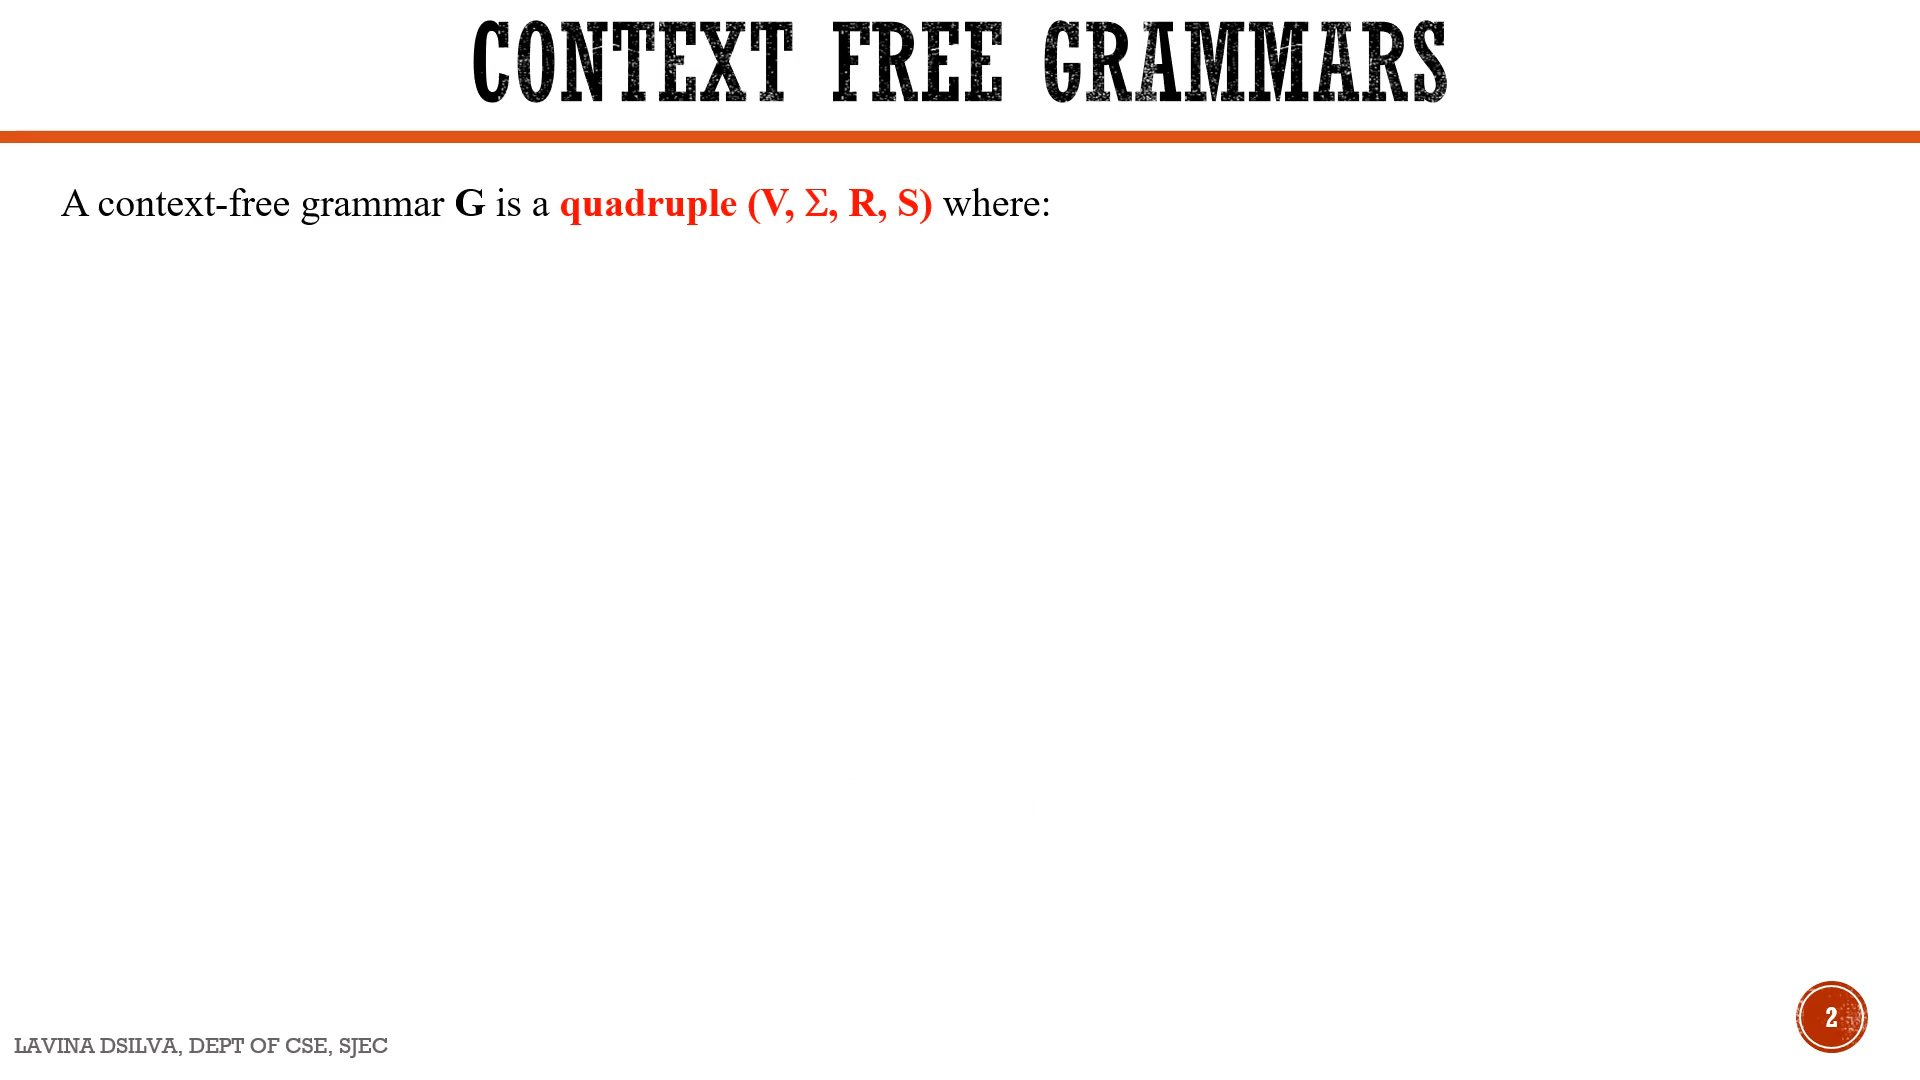 CONTEXT FREE GRAMMARS
A context-free grammar G is a quadruple (V, Σ, R, S) where:
2
LAVINA DSILVA, DEPT OF CSE, SJEC